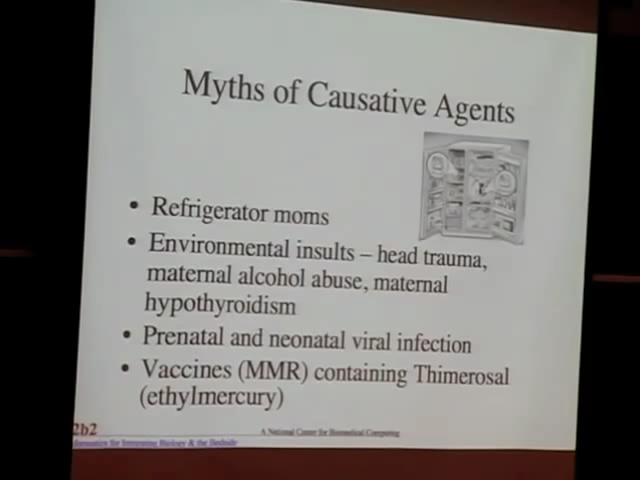 Myths of Causative Agents
• Refrigerator moms
• Environmental insults – head trauma,
maternal alcohol abuse, maternal
hypothyroidism
• Prenatal and neonatal viral infection
• Vaccines (MMR) containing Thimerosal
(ethylmercury)
2b2
A National Center for Biomedical Computing
for Integrating Biology & the Bedside